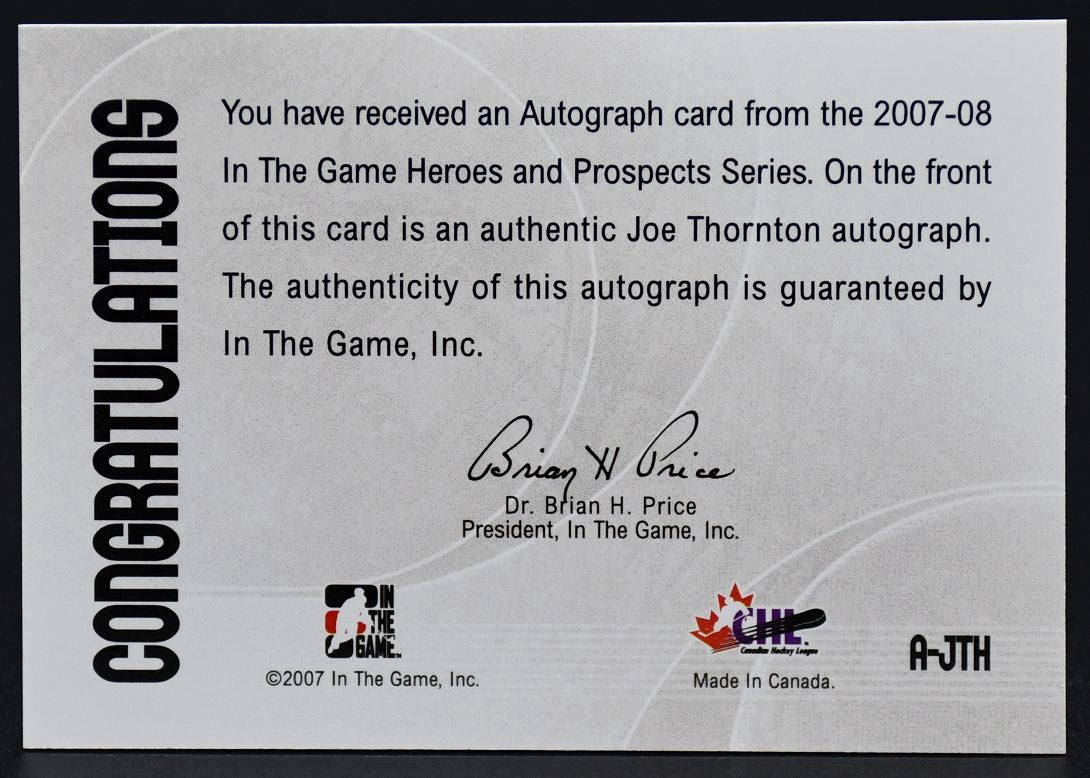 CONGRATULATIONS
You have received an Autograph card from the 2007-08
In The Game Heroes and Prospects Series. On the front
of this card is an authentic Joe Thornton autograph.
The authenticity of this autograph is guaranteed by
In The Game, Inc.
Brian H Price
Dr. Brian H. Price
President, In The Game, Inc.
IN
THE
GAME™
©2007 In The Game, Inc.
CHL
Canadian Hockey League
Made In Canada.
A-JTH